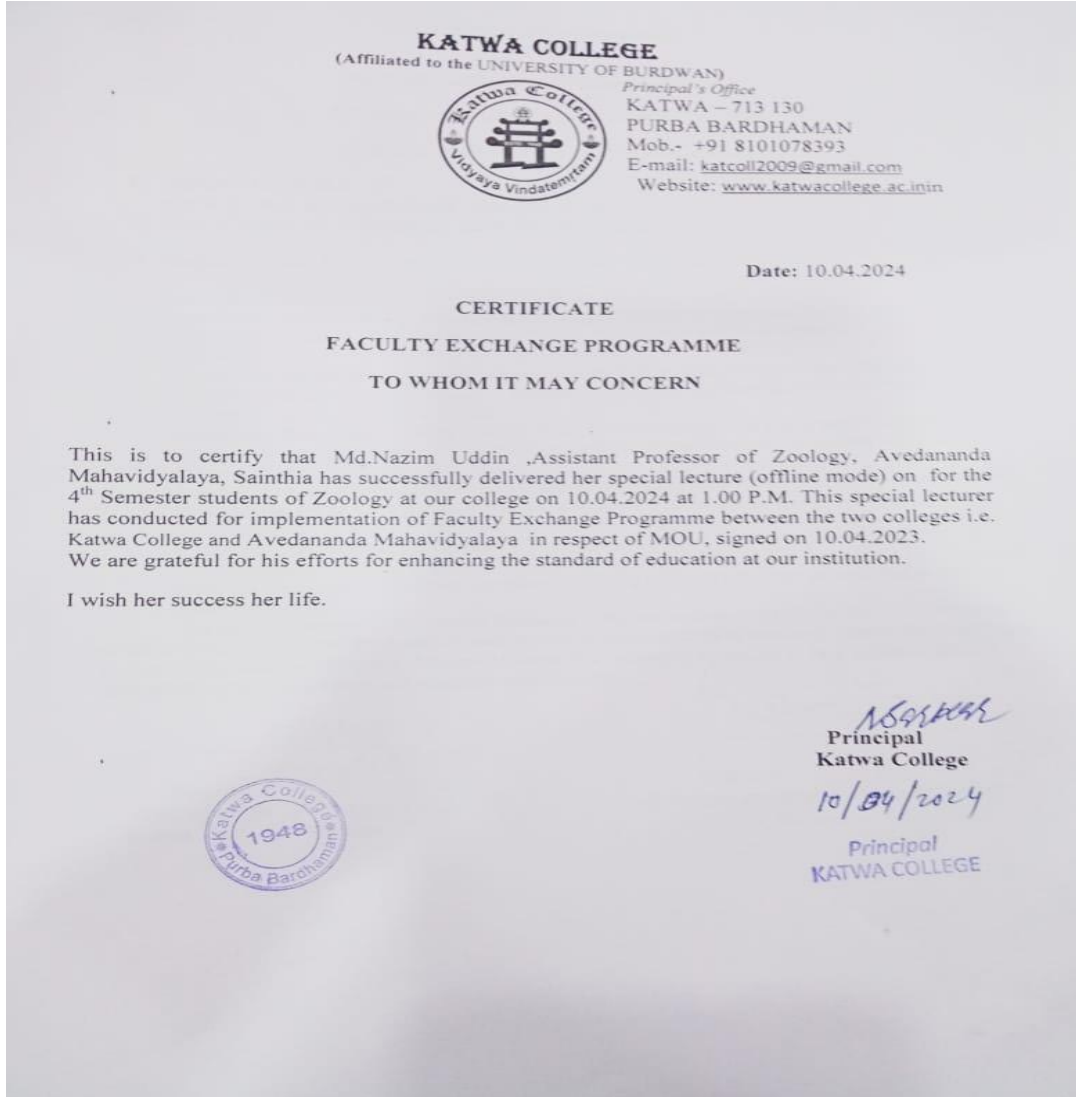 KATWA COLLEGE
(Affiliated to the UNIVERSITY OF BURDWAN)
Katwa College
Vidyaya Vindatemrtam
Principal's Office
KATWA – 713 130
PURBA BARDHAMAN
Mob.- +91 8101078393
E-mail: katcoll2009@gmail.com
Website: www.katwacollege.ac.inin
Date: 10.04.2024
CERTIFICATE
FACULTY EXCHANGE PROGRAMME
TO WHOM IT MAY CONCERN
This is to certify that Md.Nazim Uddin ,Assistant Professor of Zoology, Avedananda
Mahavidyalaya, Sainthia has successfully delivered her special lecture (offline mode) on for the
4th Semester students of Zoology at our college on 10.04.2024 at 1.00 P.M. This special lecturer
has conducted for implementation of Faculty Exchange Programme between the two colleges i.e.
Katwa College and Avedananda Mahavidyalaya in respect of MOU, signed on 10.04.2023.
We are grateful for his efforts for enhancing the standard of education at our institution.
I wish her success her life.
Principal
Katwa College
10/04/2024
Principal
KATWA COLLEGE
Katwa College
1948
Purba Bardhaman